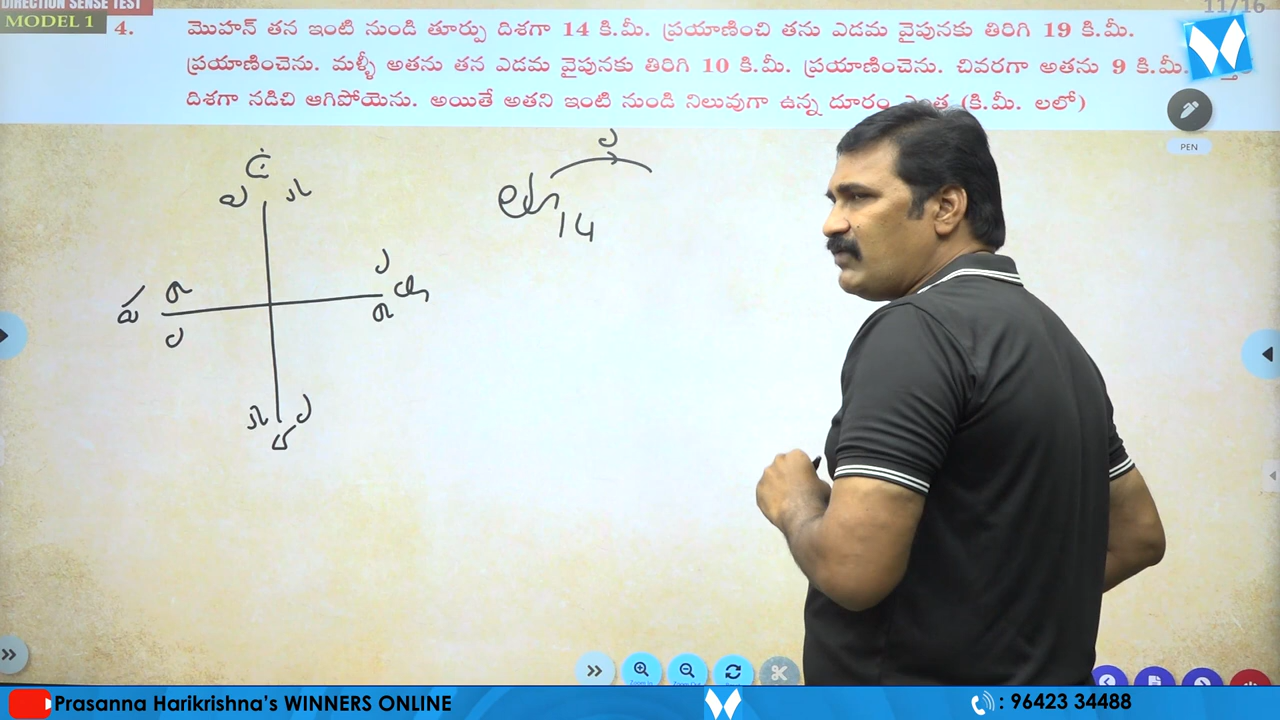 DIRECTION SENSE TEST
11/16
MODEL 1
4. మొహన్ తన ఇంటి నుండి తూర్పు దిశగా 14 కి.మీ. ప్రయాణించి తను ఎడమ వైపునకు తిరిగి 19 కి.మీ.
ప్రయాణించెను. మళ్ళీ అతను తన ఎడమ వైపునకు తిరిగి 10 కి.మీ. ప్రయాణించెను. చివరగా అతను 9 కి.మీ.
దిశగా నడిచి ఆగిపోయెను. అయితే అతని ఇంటి నుండి నిలువుగా ఉన్న దూరం ఎంత (కి.మీ. లలో)
PEN
14
Prasanna Harikrishna's WINNERS ONLINE
: 96423 34488